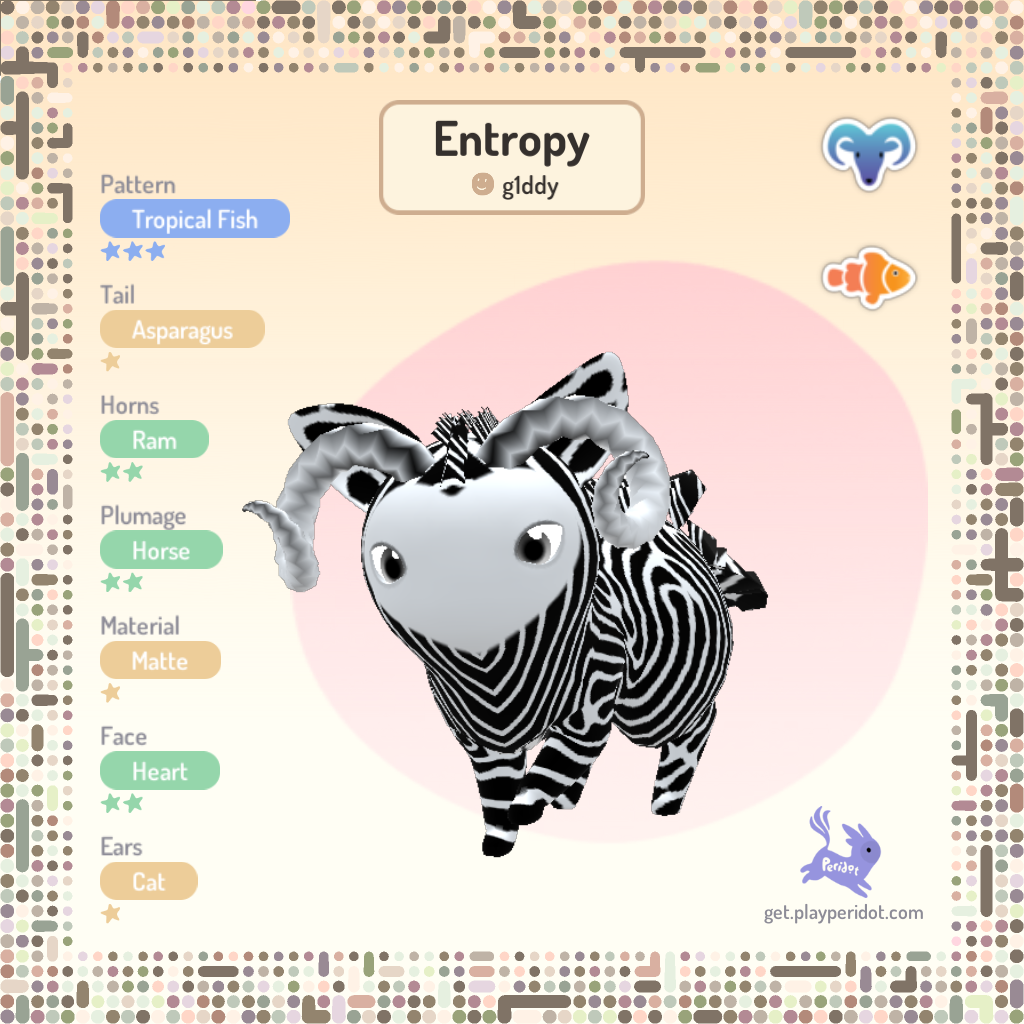 Entropy
g1ddy
Pattern
Tropical Fish
Tail
Asparagus
Horns
Ram
Plumage
Horse
Material
Matte
Face
Heart
Ears
Cat
Peridot
get.playperidot.com